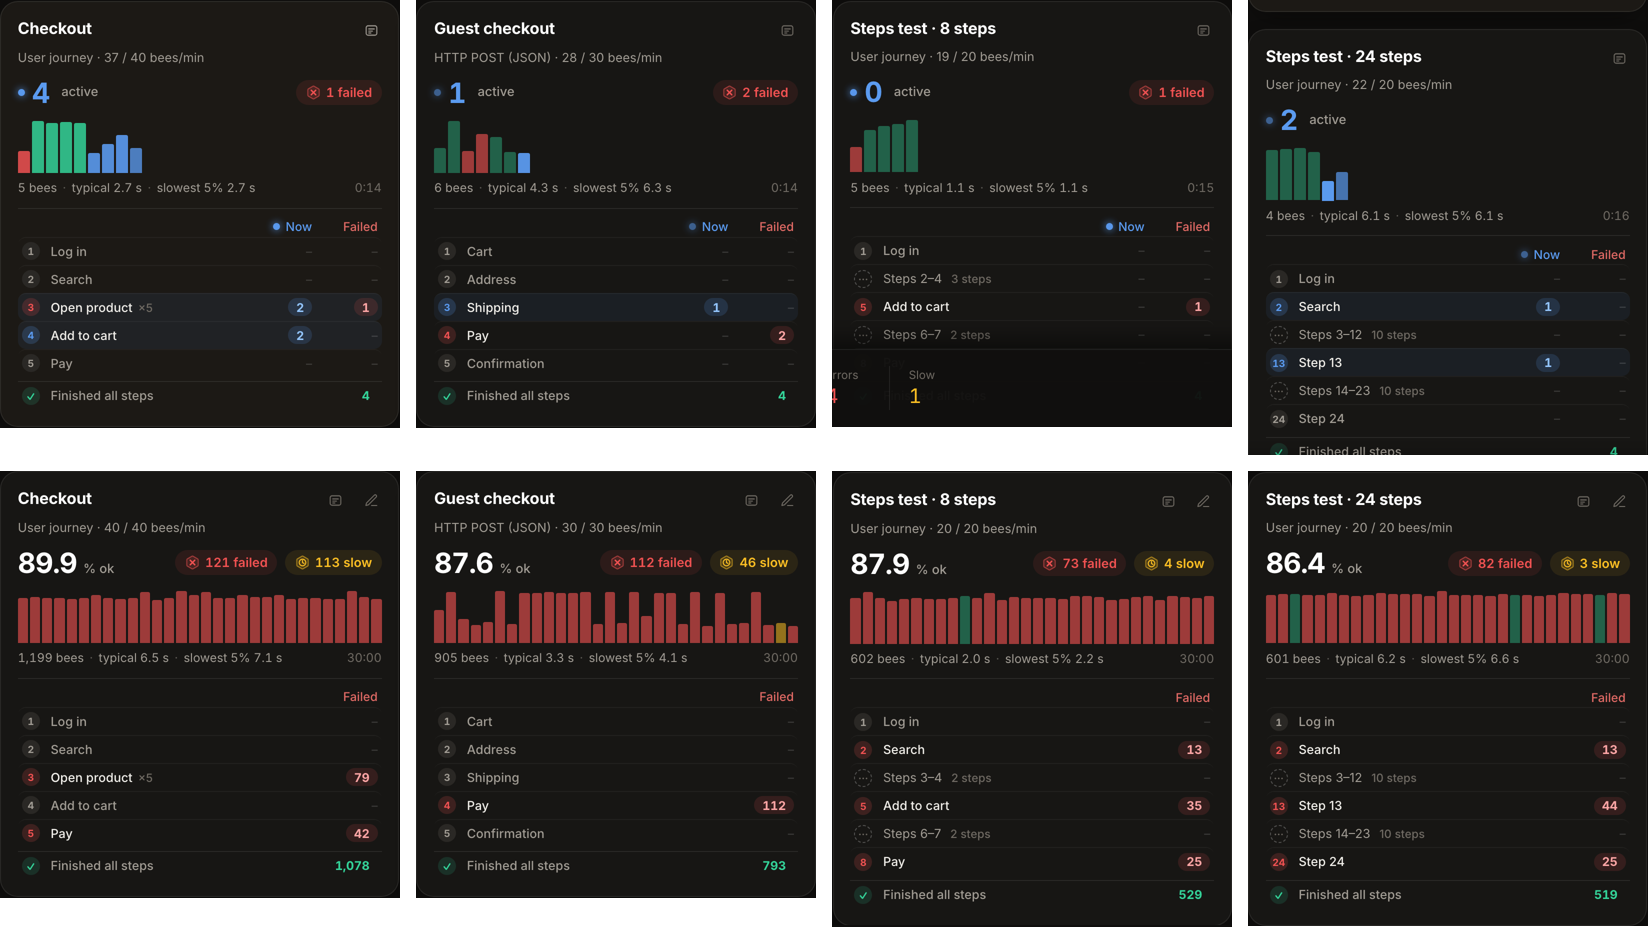 Checkout
User journey · 37 / 40 bees/min
4 active 1 failed
5 bees · typical 2.7 s · slowest 5% 2.7 s 0:14
Now Failed
1 Log in – –
2 Search – –
3 Open product ×5 2 1
4 Add to cart 2 –
5 Pay – –
Finished all steps 4
Guest checkout
HTTP POST (JSON) · 28 / 30 bees/min
1 active 2 failed
6 bees · typical 4.3 s · slowest 5% 6.3 s 0:14
Now Failed
1 Cart – –
2 Address – –
3 Shipping 1 –
4 Pay – 2
5 Confirmation – –
Finished all steps 4
Steps test · 8 steps
User journey · 19 / 20 bees/min
0 active 1 failed
5 bees · typical 1.1 s · slowest 5% 1.1 s 0:15
Now Failed
1 Log in – –
Steps 2–4 3 steps – –
5 Add to cart – 1
Steps 6–7 2 steps – –
rrors Slow
4 1
Steps test · 24 steps
User journey · 22 / 20 bees/min
2 active
4 bees · typical 6.1 s · slowest 5% 6.1 s 0:16
Now Failed
1 Log in – –
2 Search 1 –
Steps 3–12 10 steps – –
13 Step 13 1 –
Steps 14–23 10 steps – –
24 Step 24 – –
Finished all steps 4
Checkout
User journey · 40 / 40 bees/min
89.9 % ok 121 failed 113 slow
1,199 bees · typical 6.5 s · slowest 5% 7.1 s 30:00
Failed
1 Log in –
2 Search –
3 Open product ×5 79
4 Add to cart –
5 Pay 42
Finished all steps 1,078
Guest checkout
HTTP POST (JSON) · 30 / 30 bees/min
87.6 % ok 112 failed 46 slow
905 bees · typical 3.3 s · slowest 5% 4.1 s 30:00
Failed
1 Cart –
2 Address –
3 Shipping –
4 Pay 112
5 Confirmation –
Finished all steps 793
Steps test · 8 steps
User journey · 20 / 20 bees/min
87.9 % ok 73 failed 4 slow
602 bees · typical 2.0 s · slowest 5% 2.2 s 30:00
Failed
1 Log in –
2 Search 13
Steps 3–4 2 steps –
5 Add to cart 35
Steps 6–7 2 steps –
8 Pay 25
Finished all steps 529
Steps test · 24 steps
User journey · 20 / 20 bees/min
86.4 % ok 82 failed 3 slow
601 bees · typical 6.2 s · slowest 5% 6.6 s 30:00
Failed
1 Log in –
2 Search 13
Steps 3–12 10 steps –
13 Step 13 44
Steps 14–23 10 steps –
24 Step 24 25
Finished all steps 519